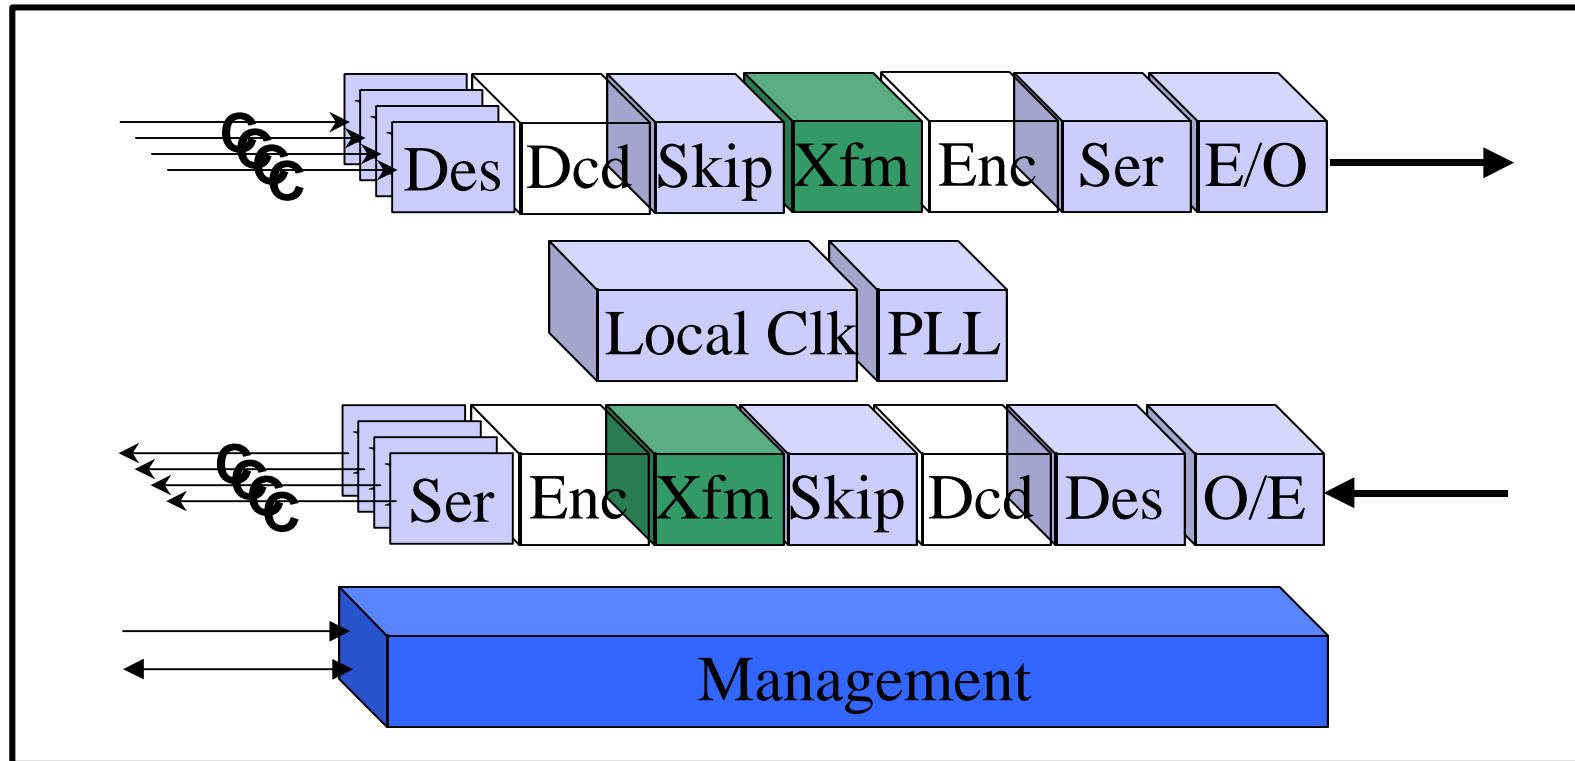 C C C C Des Dcd Skip Xfm Enc Ser E/O
Local Clk PLL
C C C C Ser Enc Xfm Skip Dcd Des O/E
Management